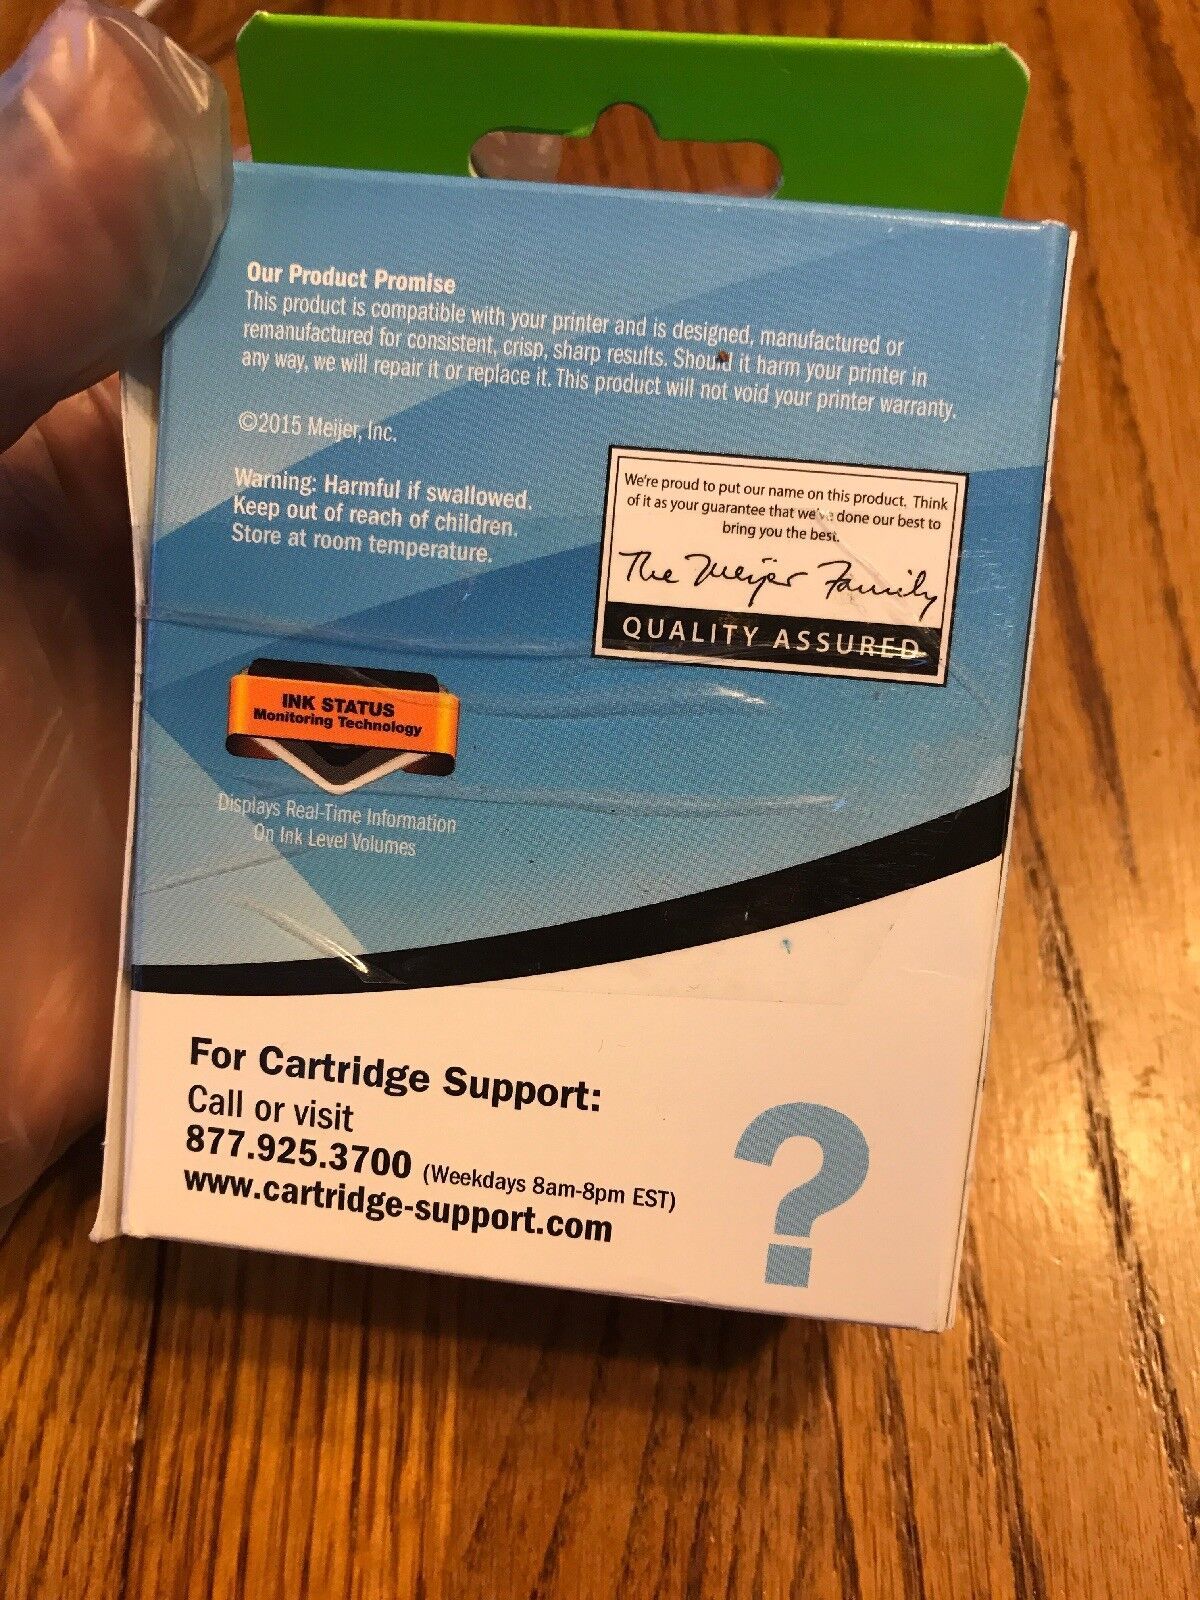 Our Product Promise
This product is compatible with your printer and is designed, manufactured or
remanufactured for consistent, crisp, sharp results. Should it harm your printer in
any way, we will repair it or replace it. This product will not void your printer warranty.
©2015 Meijer, Inc.
Warning: Harmful if swallowed.
Keep out of reach of children.
Store at room temperature.
We're proud to put our name on this product. Think
of it as your guarantee that we've done our best to
bring you the best.
The Meijer Family
QUALITY ASSURED
INK STATUS
Monitoring Technology
Displays Real-Time Information
On Ink Level Volumes
For Cartridge Support:
Call or visit
877.925.3700 (Weekdays 8am-8pm EST)
www.cartridge-support.com
?